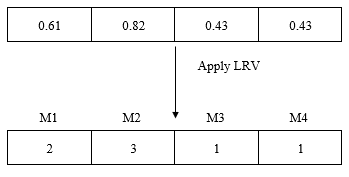 0.61 0.82 0.43 0.43
Apply LRV
M1 M2 M3 M4
2 3 1 1